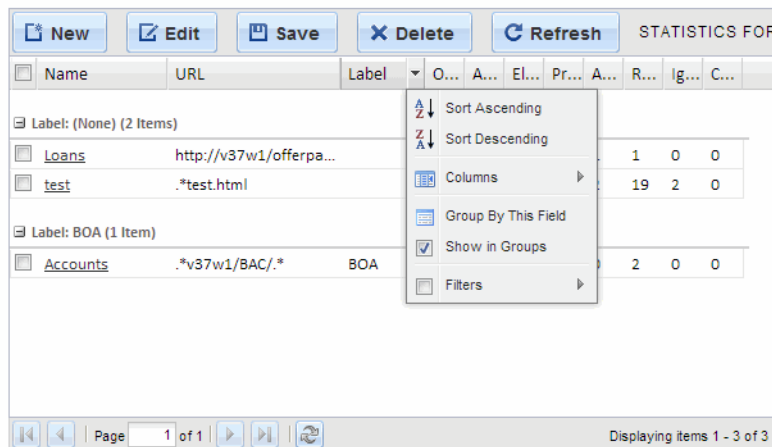 New Edit Save Delete Refresh STATISTICS FOR
Name URL Label O... A... El... Pr... A... R... Ig... C...
Sort Ascending
Label: (None) (2 Items)
Sort Descending
Loans http://v37w1/offerpa... 1 0 0
test .*test.html 19 2 0
Columns
Group By This Field
Label: BOA (1 Item)
Show in Groups
Accounts .*v37w1/BAC/.* BOA 2 0 0
Filters
Page 1 of 1 Displaying items 1 - 3 of 3